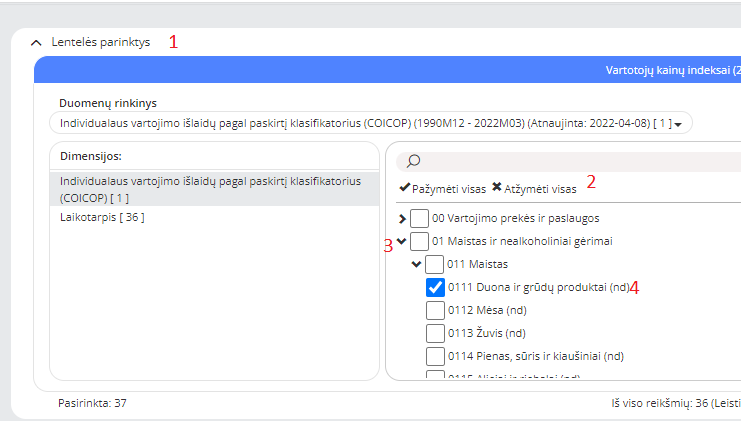 Lentelės parinktys 1
Vartotojų kainų indeksai (2
Duomenų rinkinys
Individualaus vartojimo išlaidų pagal paskirtį klasifikatorius (COICOP) (1990M12 - 2022M03) (Atnaujinta: 2022-04-08) [ 1 ]
Dimensijos:
Individualaus vartojimo išlaidų pagal paskirtį klasifikatorius
(COICOP) [ 1 ]
Laikotarpis [ 36 ]
Pažymėti visas Atžymėti visas 2
00 Vartojimo prekės ir paslaugos
3 01 Maistas ir nealkoholiniai gėrimai
011 Maistas
0111 Duona ir grūdų produktai (nd) 4
0112 Mėsa (nd)
0113 Žuvis (nd)
0114 Pienas, sūris ir kiaušiniai (nd)
Pasirinkta: 37
Iš viso reikšmių: 36 (Leisti